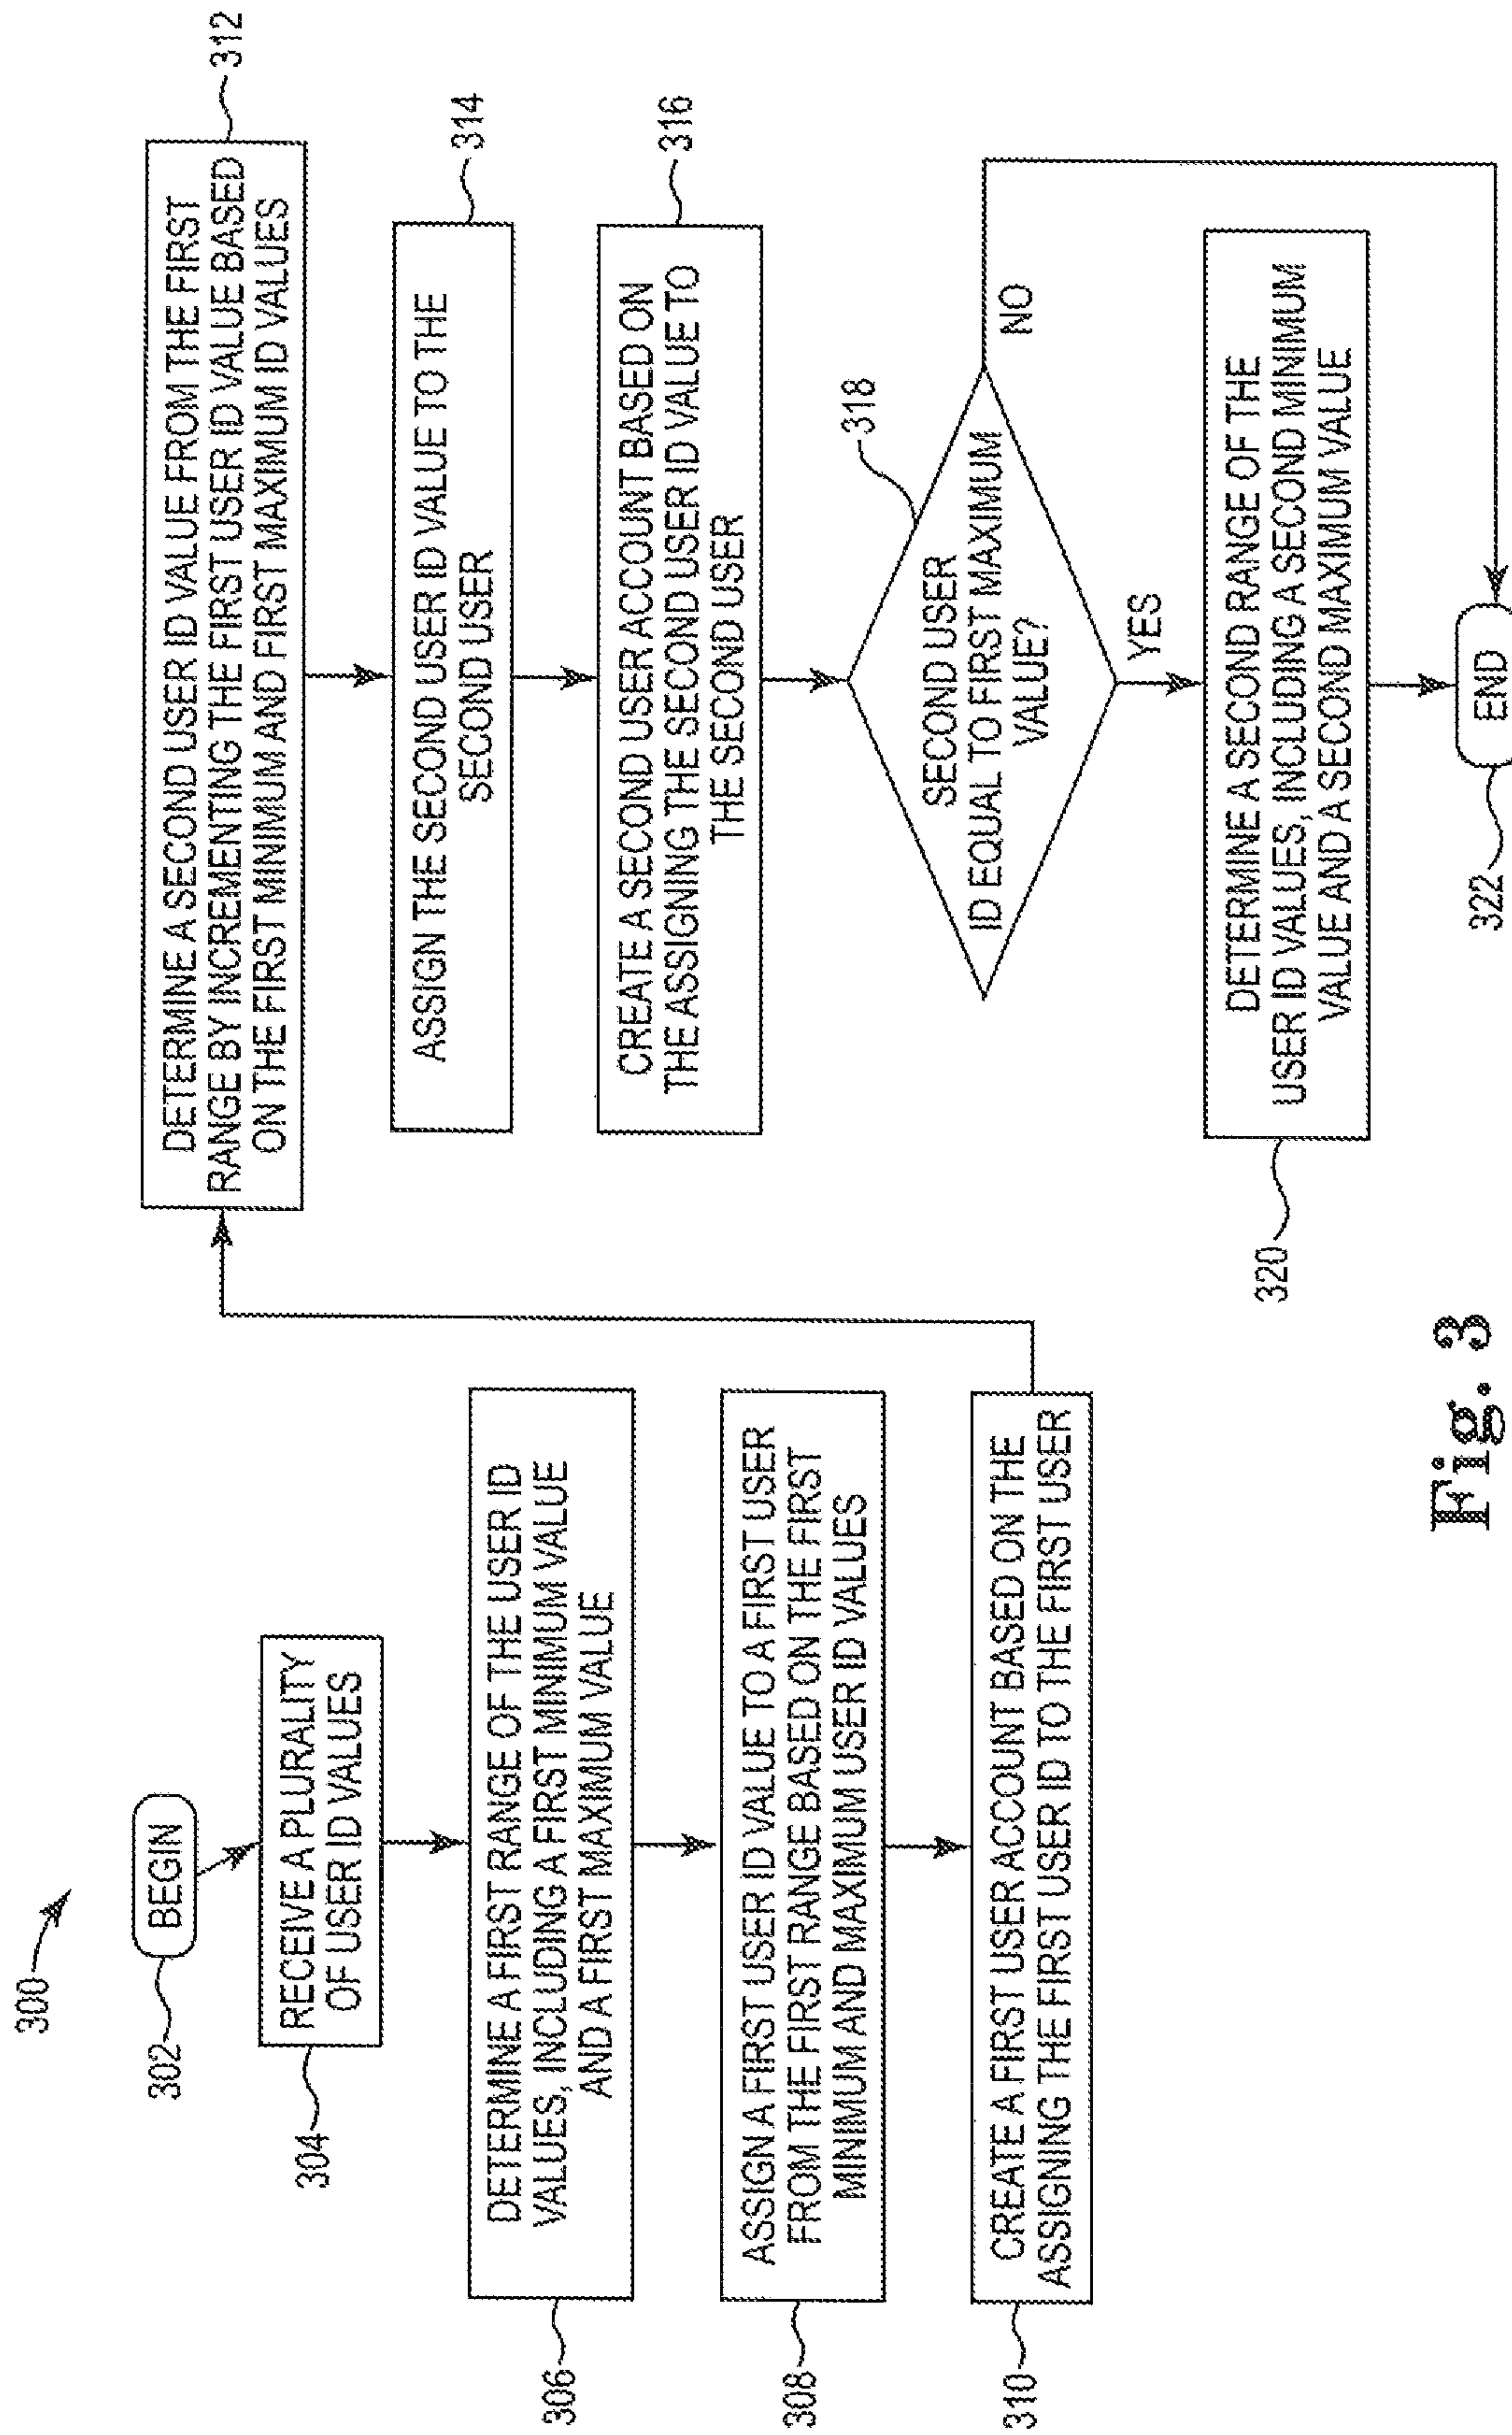 300
302
BEGIN
304
RECEIVE A PLURALITY
OF USER ID VALUES
306
DETERMINE A FIRST RANGE OF THE USER ID
VALUES, INCLUDING A FIRST MINIMUM VALUE
AND A FIRST MAXIMUM VALUE
308
ASSIGN A FIRST USER ID VALUE TO A FIRST USER
FROM THE FIRST RANGE BASED ON THE FIRST
MINIMUM AND MAXIMUM USER ID VALUES
310
CREATE A FIRST USER ACCOUNT BASED ON THE
ASSIGNING THE FIRST USER ID TO THE FIRST USER
312
DETERMINE A SECOND USER ID VALUE FROM THE FIRST
RANGE BY INCREMENTING THE FIRST USER ID VALUE BASED
ON THE FIRST MINIMUM AND FIRST MAXIMUM ID VALUES
314
ASSIGN THE SECOND USER ID VALUE TO THE
SECOND USER
316
CREATE A SECOND USER ACCOUNT BASED ON
THE ASSIGNING THE SECOND USER ID VALUE TO
THE SECOND USER
318
SECOND USER
ID EQUAL TO FIRST MAXIMUM
VALUE?
NO
YES
320
DETERMINE A SECOND RANGE OF THE
USER ID VALUES, INCLUDING A SECOND MINIMUM
VALUE AND A SECOND MAXIMUM VALUE
322
END
Fig. 3